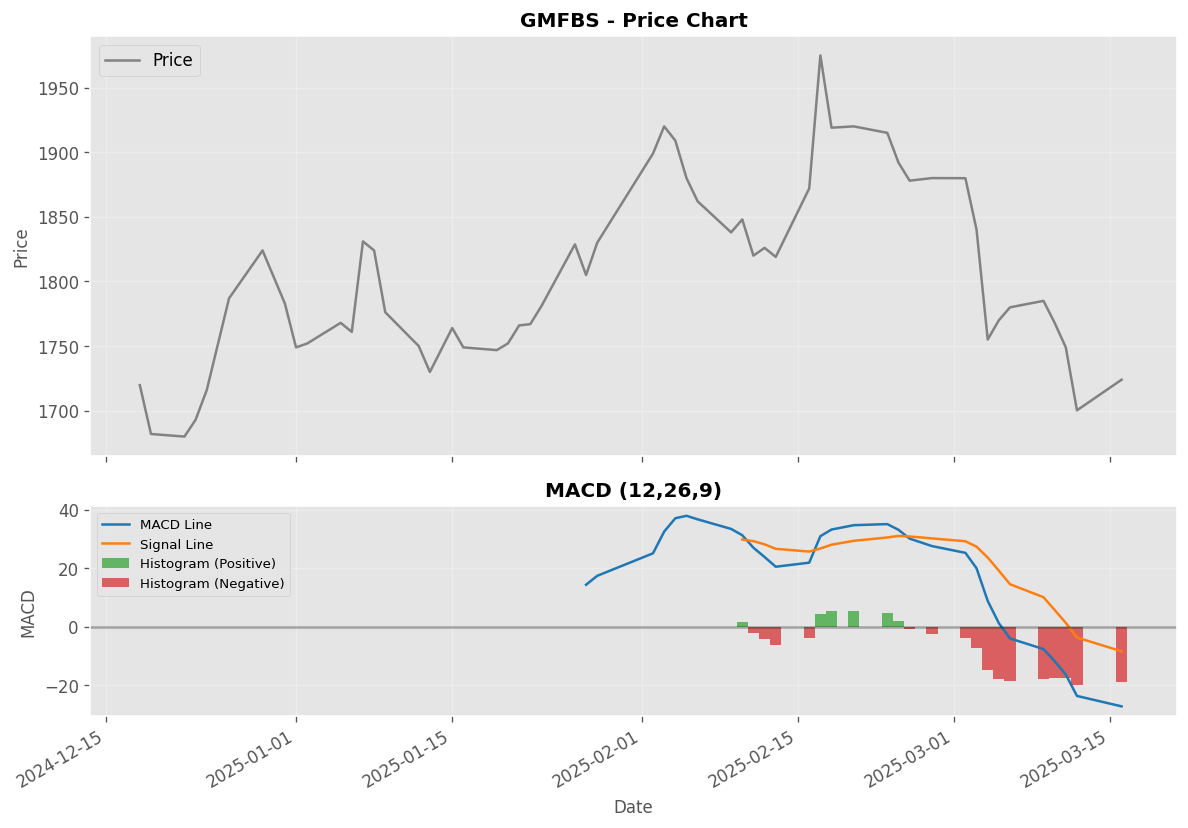 GMFBS - Price Chart
Price
1950
1900
1850
1800
1750
1700
Price
MACD (12,26,9)
MACD Line
Signal Line
Histogram (Positive)
Histogram (Negative)
40
20
0
−20
MACD
2024-12-15
2025-01-01
2025-01-15
2025-02-01
2025-02-15
2025-03-01
2025-03-15
Date